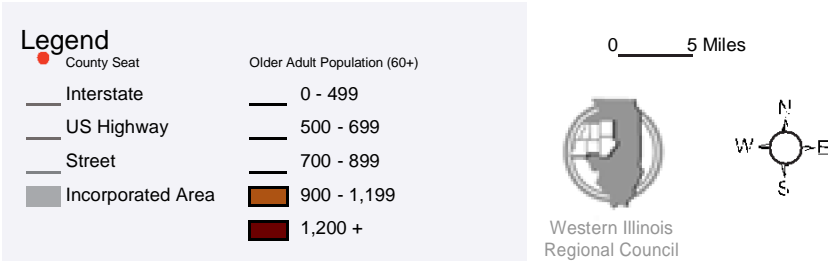 Legend
County Seat
Older Adult Population (60+)
Interstate
0 - 499
US Highway
500 - 699
Street
700 - 899
Incorporated Area
900 - 1,199
1,200 +
0 5 Miles
N
W E
S
Western Illinois
Regional Council